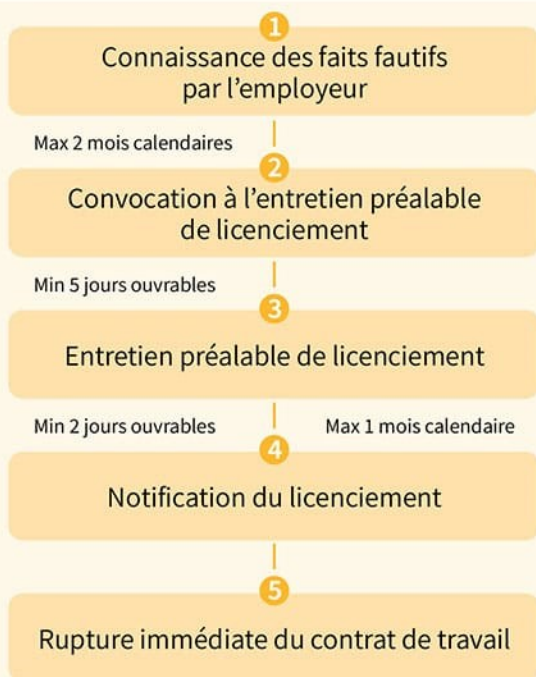 1
Connaissance des faits fautifs
par l’employeur
Max 2 mois calendaires
2
Convocation à l’entretien préalable
de licenciement
Min 5 jours ouvrables
3
Entretien préalable de licenciement
Min 2 jours ouvrables
Max 1 mois calendaire
4
Notification du licenciement
5
Rupture immédiate du contrat de travail